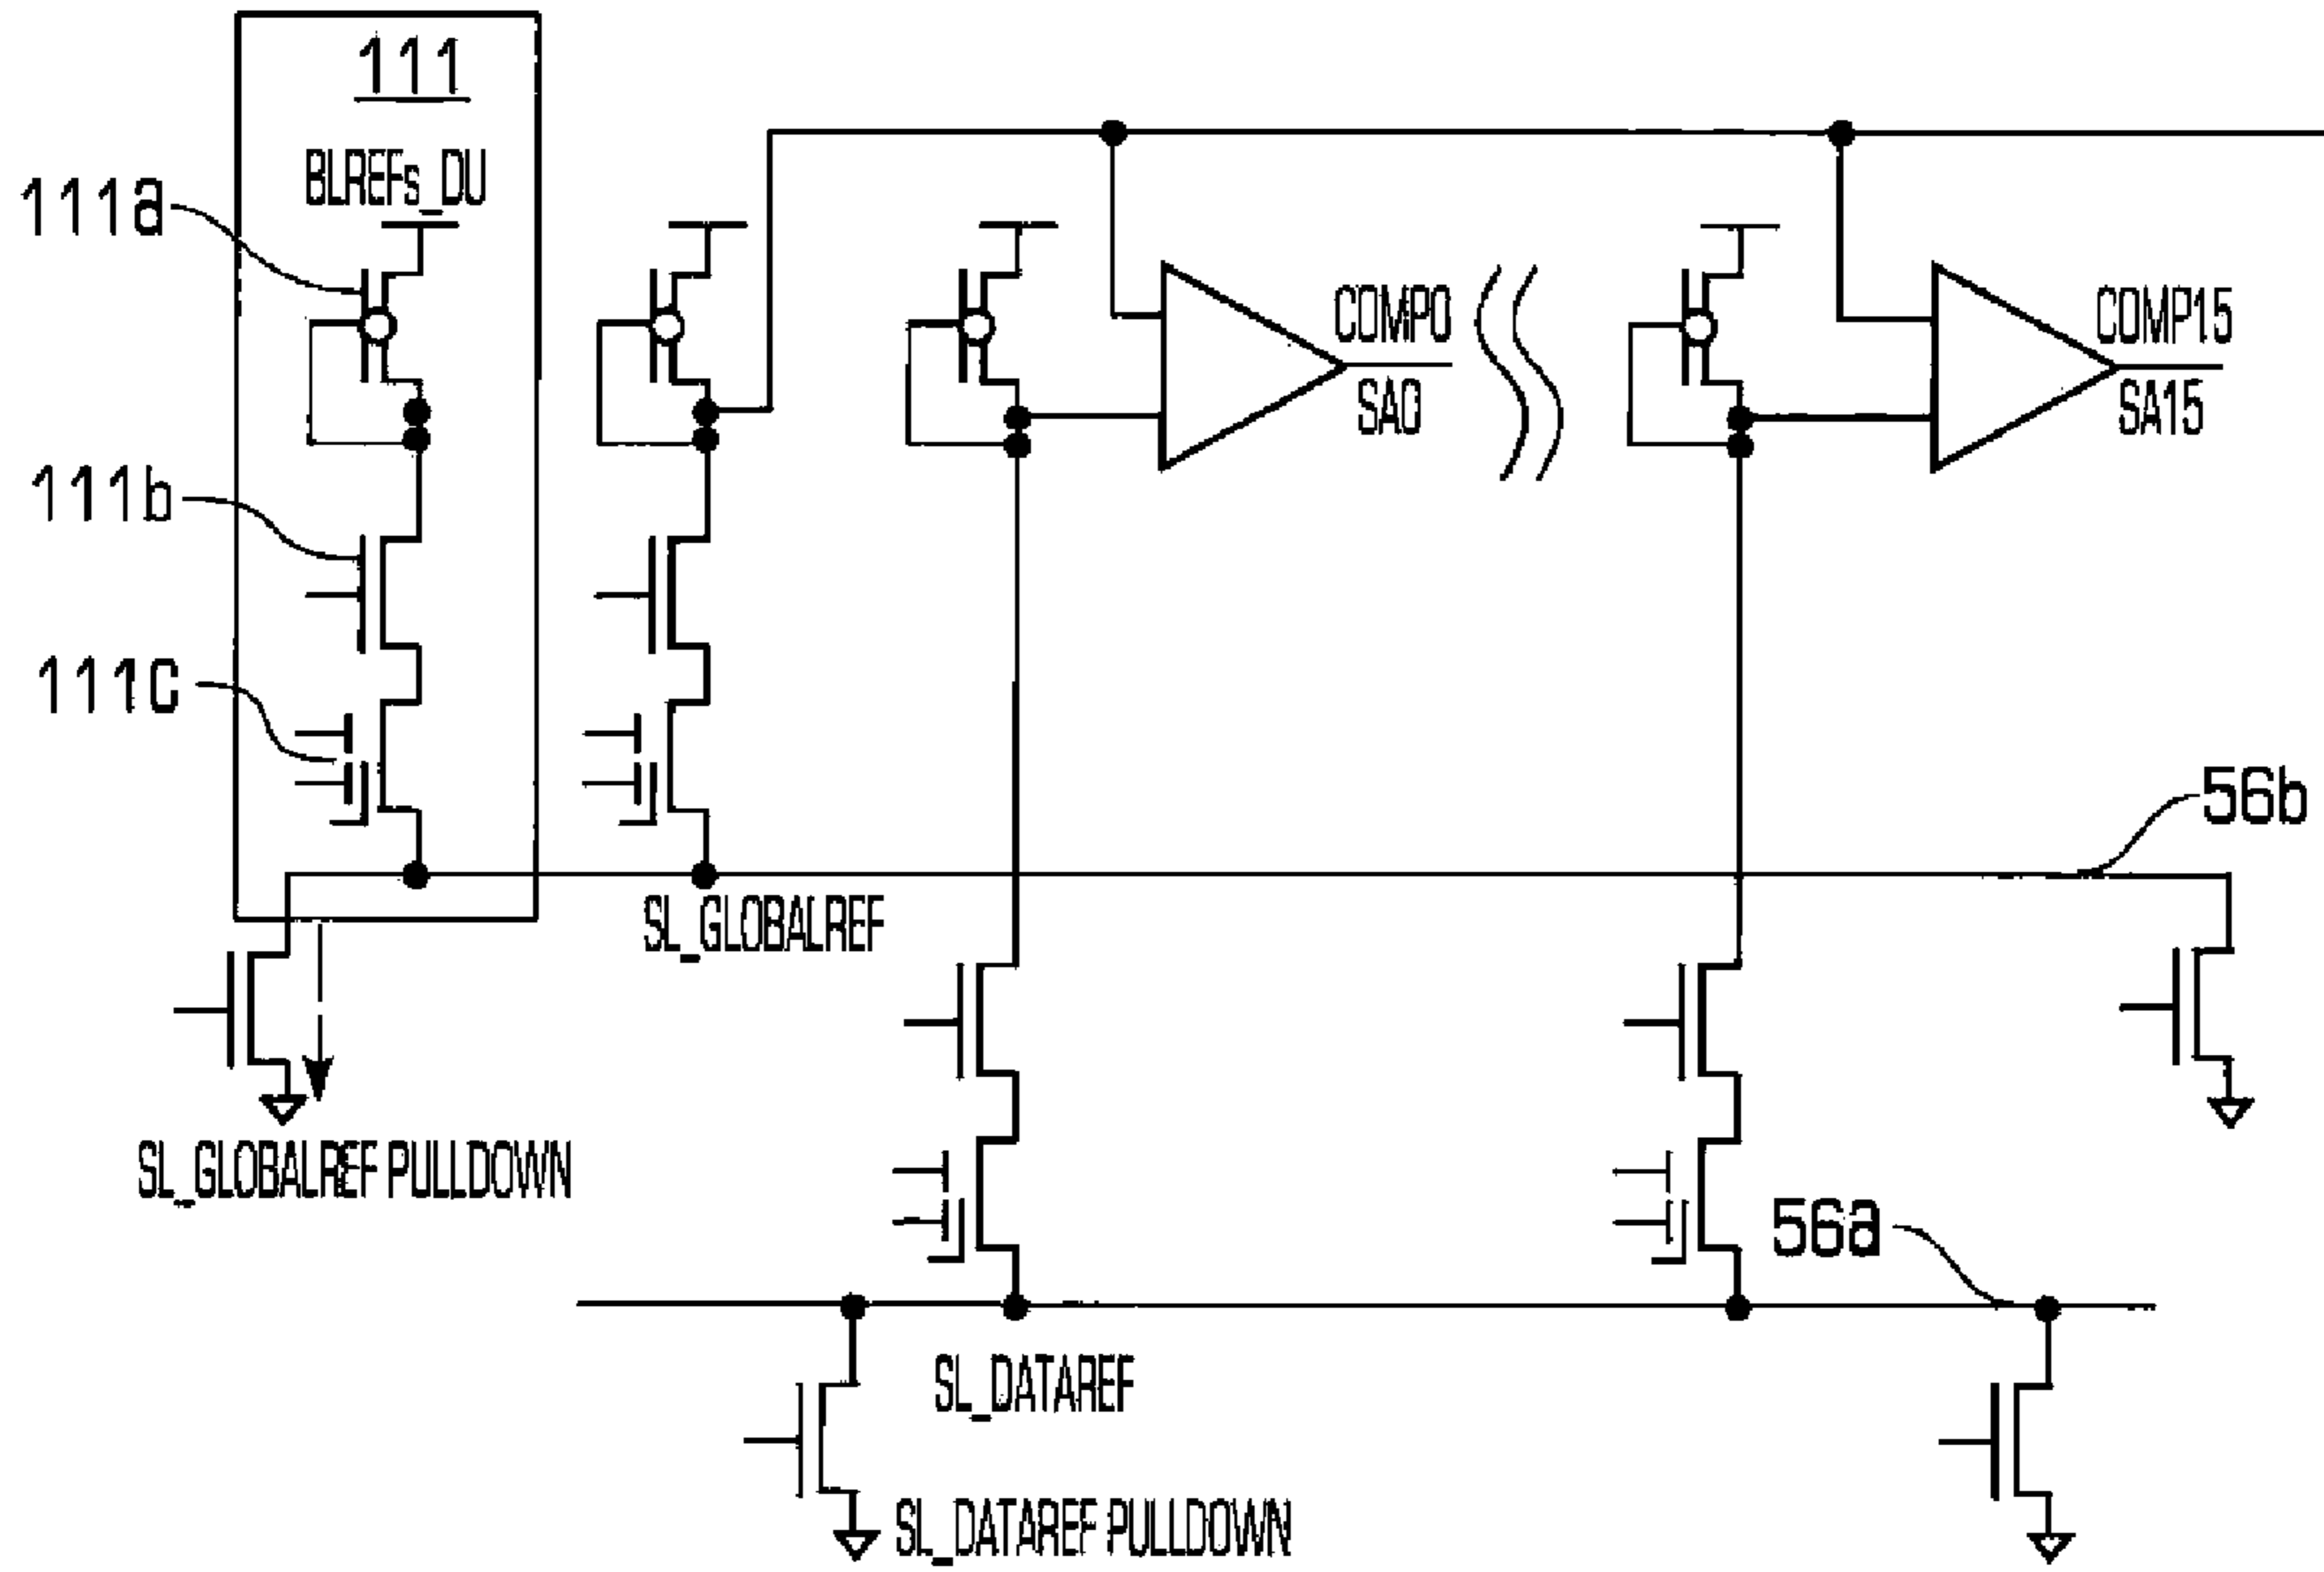 111
BLREFs_DU
111a
COMP0
SA0
COMP15
SA15
111b
111c
56b
SL_GLOBALREF
SL_GLOBALREF PULLDOWN
56a
SL_DATAREF
SL_DATAREF PULLDOWN